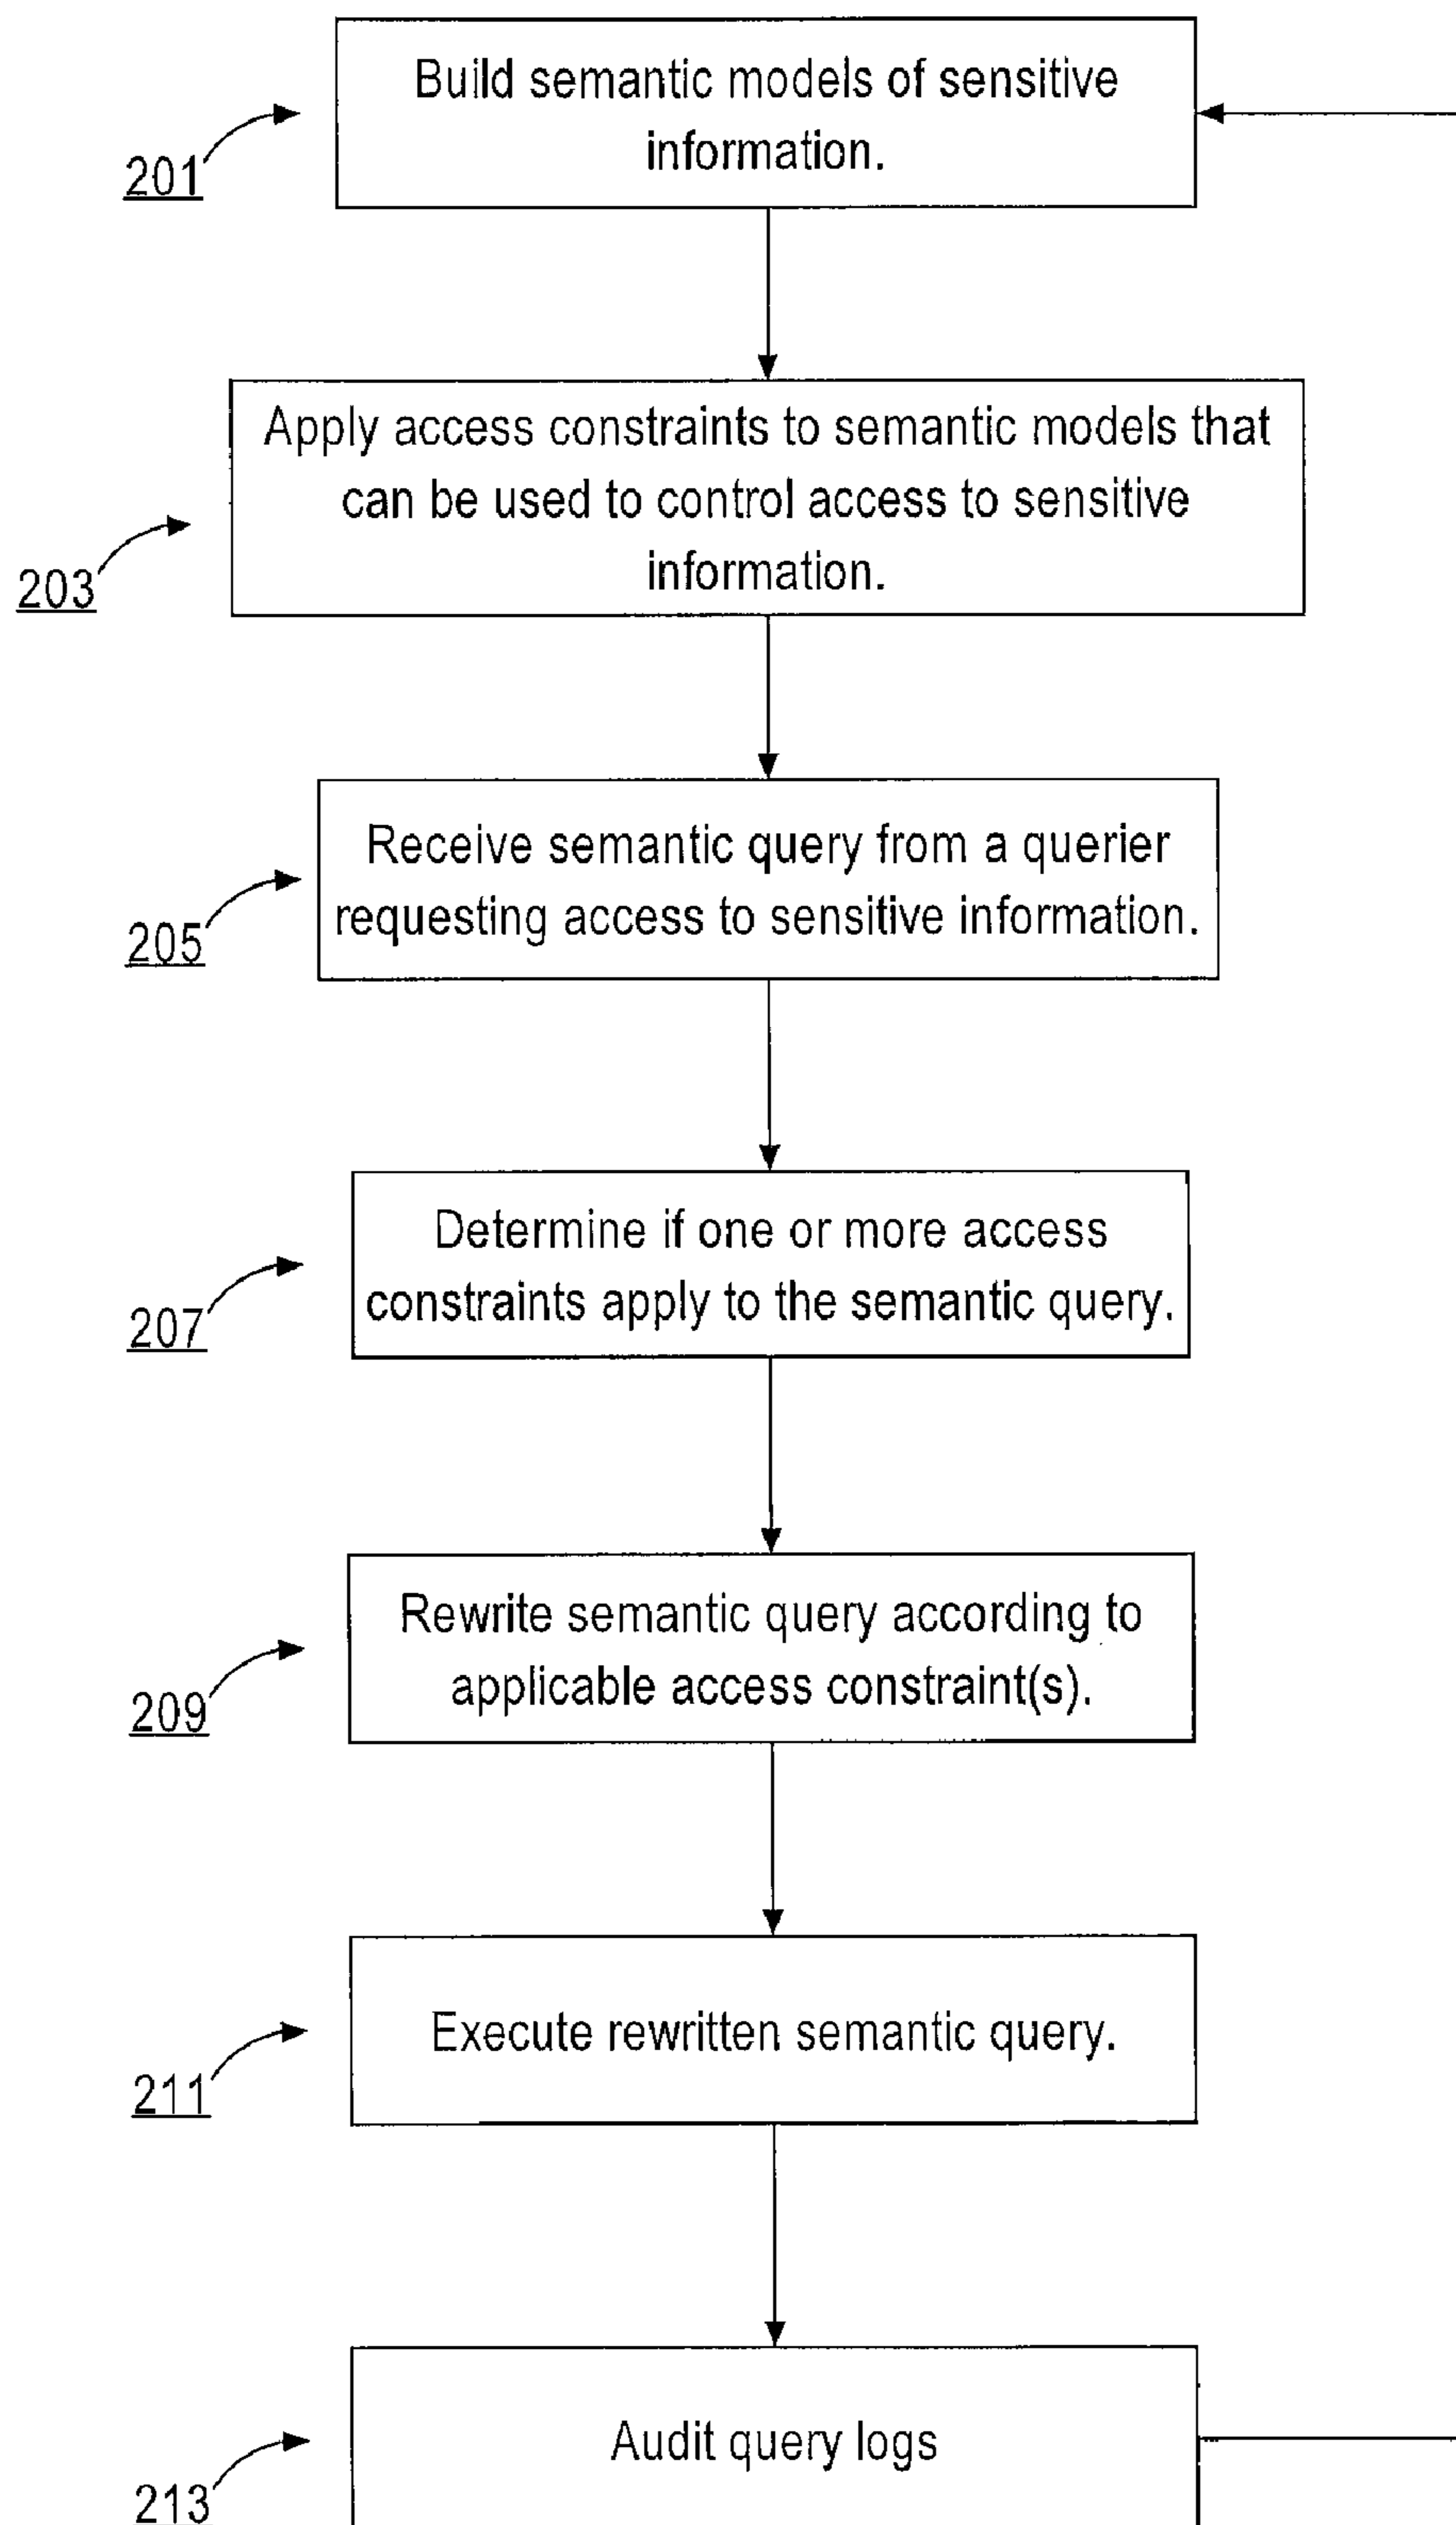 Build semantic models of sensitive
information.
201
Apply access constraints to semantic models that
can be used to control access to sensitive
information.
203
Receive semantic query from a querier
requesting access to sensitive information.
205
Determine if one or more access
constraints apply to the semantic query.
207
Rewrite semantic query according to
applicable access constraint(s).
209
Execute rewritten semantic query.
211
Audit query logs
213